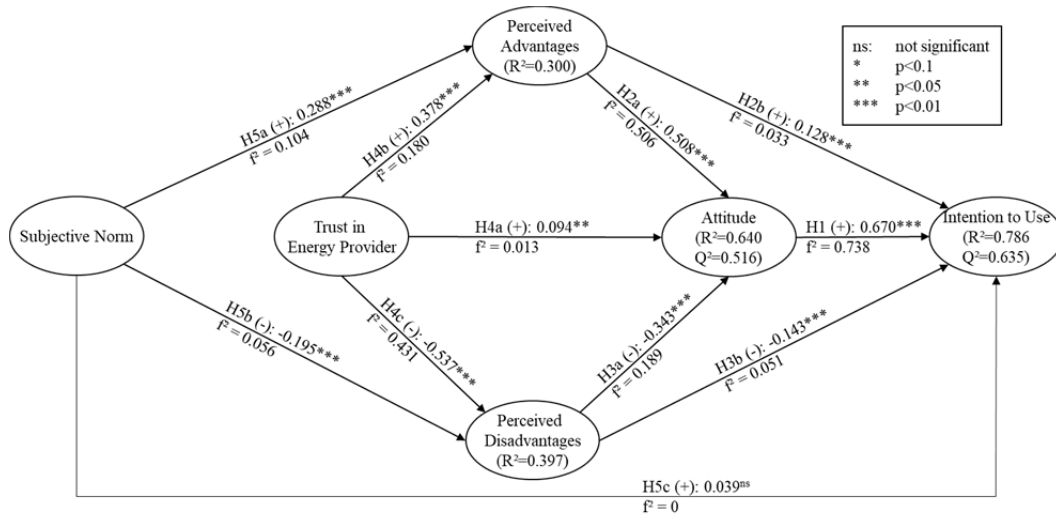 Perceived
Advantages
(R²=0.300)
ns: not significant
* p<0.1
** p<0.05
*** p<0.01
H5a (+): 0.288***
f² = 0.104
H4b (+): 0.378***
f² = 0.180
H2a (+): 0.508***
f² = 0.506
H2b (+): 0.128***
f² = 0.033
Subjective Norm
Trust in
Energy Provider
H4a (+): 0.094**
f² = 0.013
Attitude
(R²=0.640
Q²=0.516)
H1 (+): 0.670***
f² = 0.738
Intention to Use
(R²=0.786
Q²=0.635)
H5b (-): -0.195***
f² = 0.056
H4c (-): -0.537***
f² = 0.431
H3a (-): -0.343***
f² = 0.189
H3b (-): -0.143***
f² = 0.051
Perceived
Disadvantages
(R²=0.397)
H5c (+): 0.039ⁿˢ
f² = 0